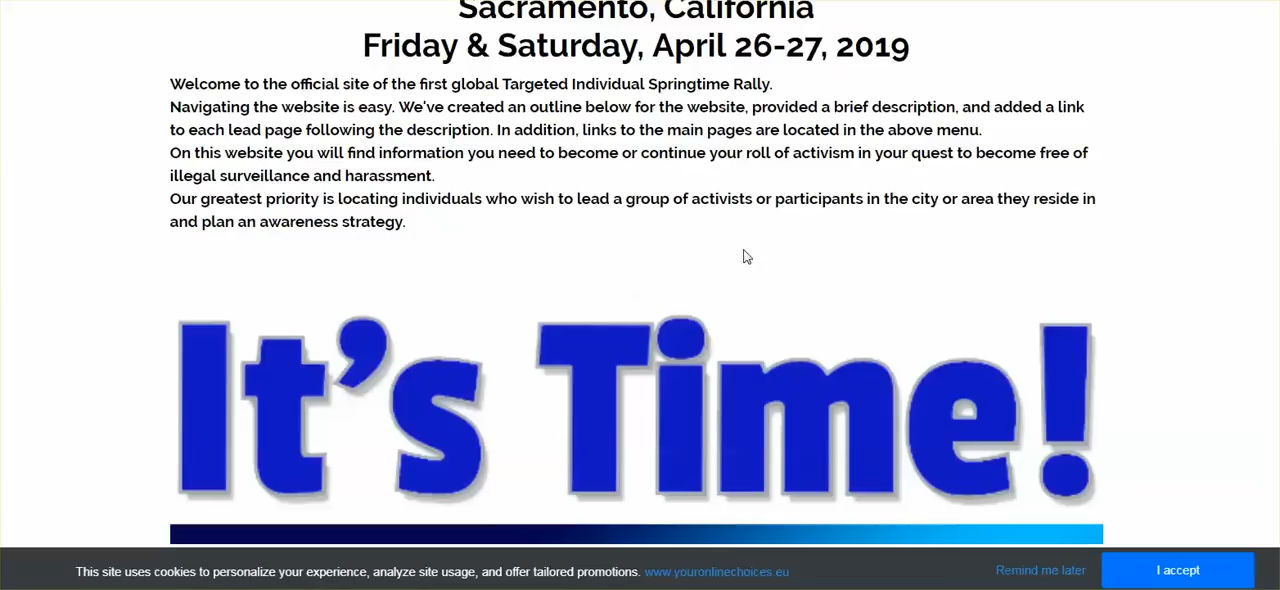 Sacramento, California
Friday & Saturday, April 26-27, 2019
Welcome to the official site of the first global Targeted Individual Springtime Rally.
Navigating the website is easy. We've created an outline below for the website, provided a brief description, and added a link
to each lead page following the description. In addition, links to the main pages are located in the above menu.
On this website you will find information you need to become or continue your roll of activism in your quest to become free of
illegal surveillance and harassment.
Our greatest priority is locating individuals who wish to lead a group of activists or participants in the city or area they reside in
and plan an awareness strategy.
It's Time!
This site uses cookies to personalize your experience, analyze site usage, and offer tailored promotions. www.youronlinechoices.eu
Remind me later
I accept